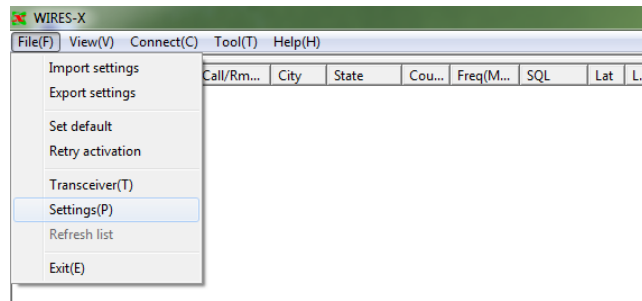 WIRES-X
File(F) View(V) Connect(C) Tool(T) Help(H)
Call/Rm... City State Cou... Freq(M... SQL Lat L.
Import settings
Export settings
Set default
Retry activation
Transceiver(T)
Settings(P)
Refresh list
Exit(E)